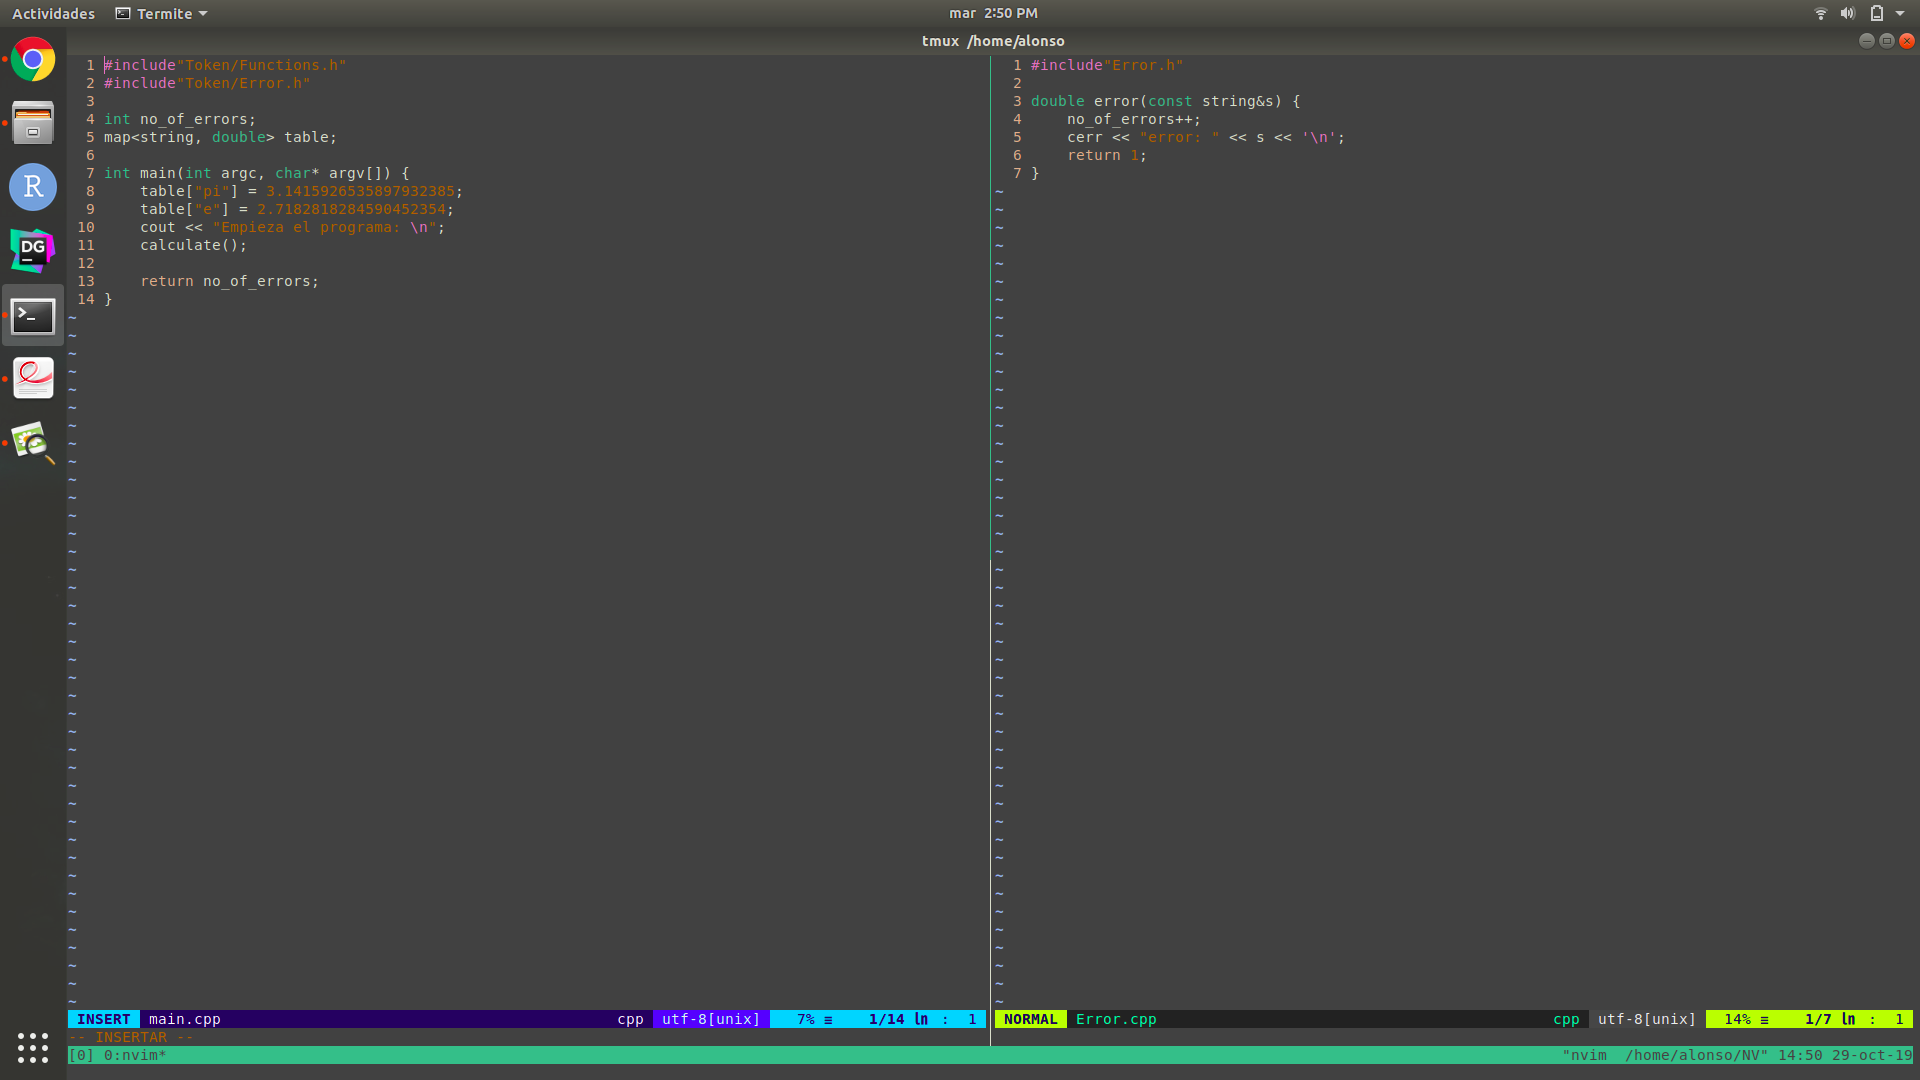 Actividades Termite mar 2:50 PM
tmux /home/alonso
R
DG
>_
1 #include"Token/Functions.h"
2 #include"Token/Error.h"
3
4 int no_of_errors;
5 map<string, double> table;
6
7 int main(int argc, char* argv[]) {
8     table["pi"] = 3.1415926535897932385;
9     table["e"] = 2.7182818284590452354;
10     cout << "Empieza el programa: \n";
11     calculate();
12
13     return no_of_errors;
14 }
INSERT main.cpp cpp utf-8[unix] 7% ≡ 1/14 ln : 1
-- INSERTAR --
1 #include"Error.h"
2
3 double error(const string&s) {
4     no_of_errors++;
5     cerr << "error: " << s << '\n';
6     return 1;
7 }
NORMAL Error.cpp cpp utf-8[unix] 14% ≡ 1/7 ln : 1
[0] 0:nvim* "nvim  /home/alonso/NV" 14:50 29-oct-19